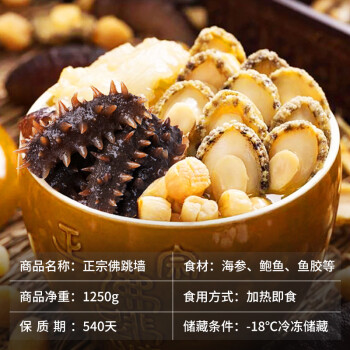 正宗
商品名称：正宗佛跳墙
食材：海参、鲍鱼、鱼胶等
商品净重：1250g
食用方式：加热即食
保质期：540天
储藏条件：-18℃冷冻储藏